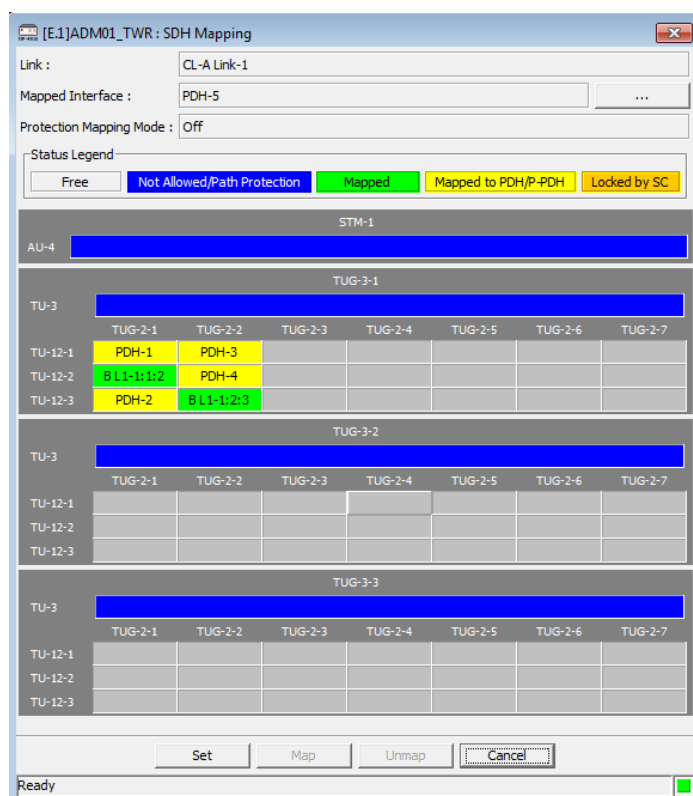 [E.1]ADM01_TWR : SDH Mapping
Link : CL-A Link-1
Mapped Interface : PDH-5 ...
Protection Mapping Mode : Off
Status Legend
Free Not Allowed/Path Protection Mapped Mapped to PDH/P-PDH Locked by SC
STM-1
AU-4
TUG-3-1
TU-3
TUG-2-1 TUG-2-2 TUG-2-3 TUG-2-4 TUG-2-5 TUG-2-6 TUG-2-7
TU-12-1 PDH-1 PDH-3
TU-12-2 B L1-1:1:2 PDH-4
TU-12-3 PDH-2 B L1-1:2:3
TUG-3-2
TU-3
TUG-2-1 TUG-2-2 TUG-2-3 TUG-2-4 TUG-2-5 TUG-2-6 TUG-2-7
TU-12-1
TU-12-2
TU-12-3
TUG-3-3
TU-3
TUG-2-1 TUG-2-2 TUG-2-3 TUG-2-4 TUG-2-5 TUG-2-6 TUG-2-7
TU-12-1
TU-12-2
TU-12-3
Set Map Unmap Cancel
Ready